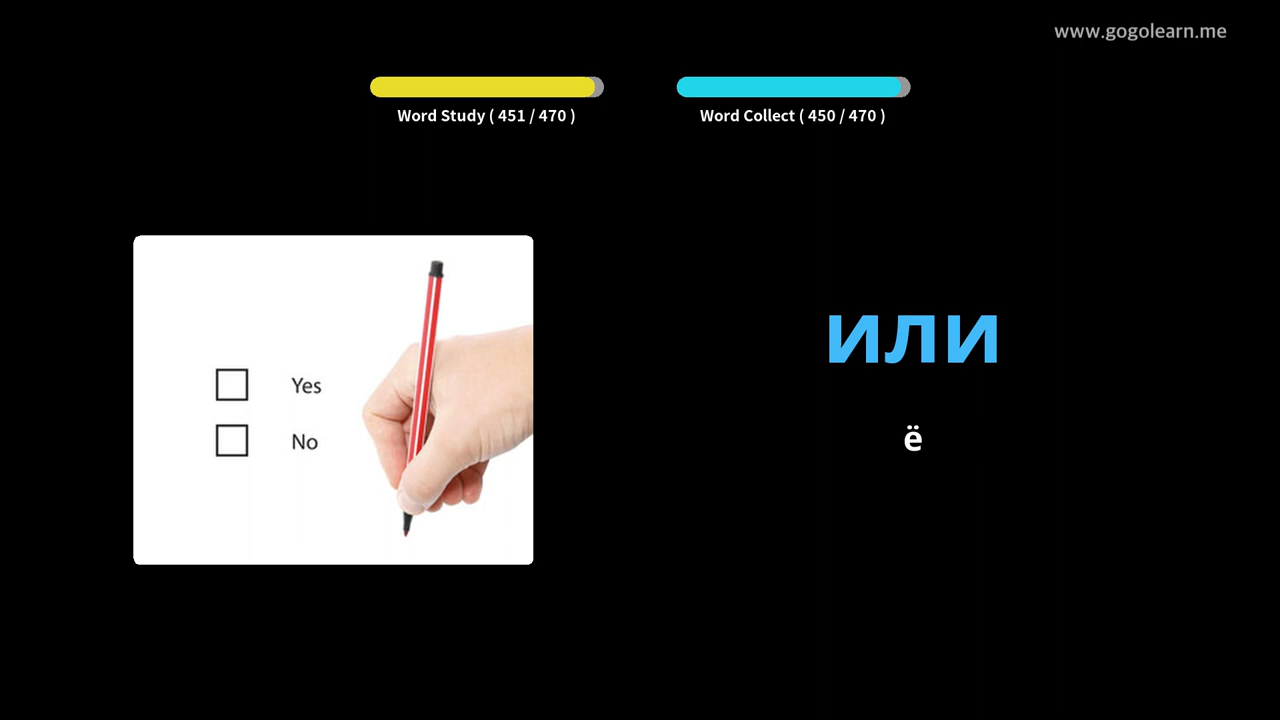 www.gogolearn.me
Word Study ( 451 / 470 )
Word Collect ( 450 / 470 )
Yes
No
или
ё